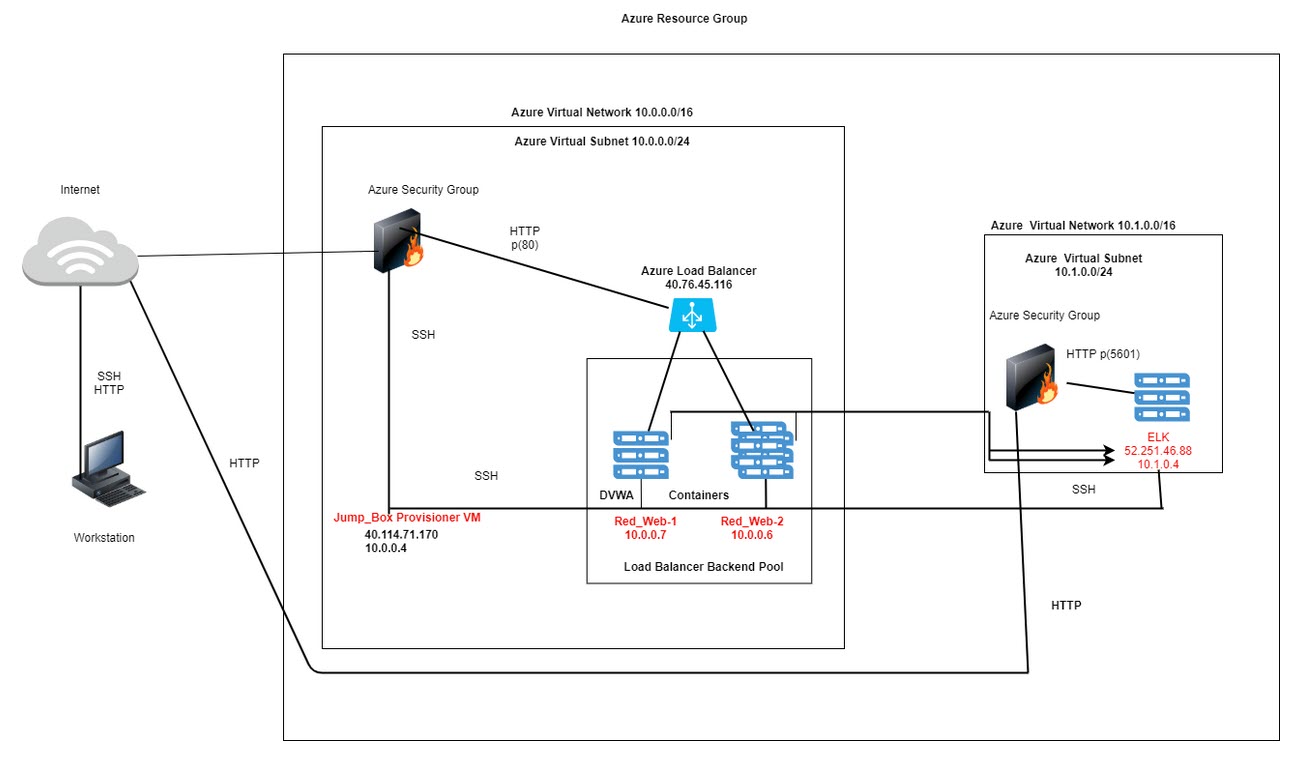 Azure Resource Group
Azure Virtual Network 10.0.0.0/16
Azure Virtual Subnet 10.0.0.0/24
Internet
Azure Security Group
HTTP
p(80)
Azure Load Balancer
40.76.45.116
Azure  Virtual Network 10.1.0.0/16
Azure  Virtual Subnet
10.1.0.0/24
Azure Security Group
HTTP p(5601)
SSH
SSH
HTTP
HTTP
ELK
52.251.46.88
10.1.0.4
SSH
SSH
DVWA
Containers
Jump_Box Provisioner VM
40.114.71.170
10.0.0.4
Red_Web-1
10.0.0.7
Red_Web-2
10.0.0.6
Workstation
Load Balancer Backend Pool
HTTP